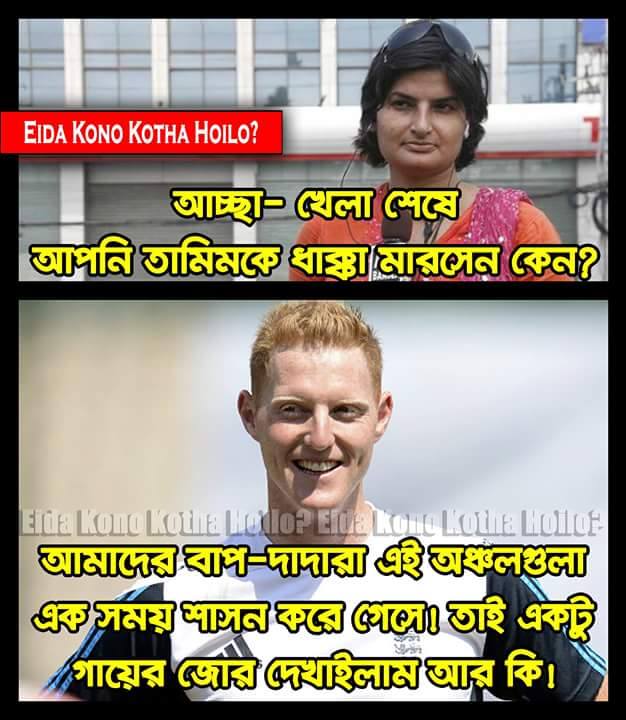 EIDA KONO KOTHA HOILO?
আচ্ছা- খেলা শেষে
আপনি তামিমকে ধাক্কা মারসেন কেন?
Eida Kono Kotha Hoilo? Eida Kono Kotha Hoilo?
আমাদের বাপ-দাদারা এই অঞ্চলগুলা
এক সময় শাসন করে গেসে। তাই একটু
গায়ের জোর দেখাইলাম আর কি।